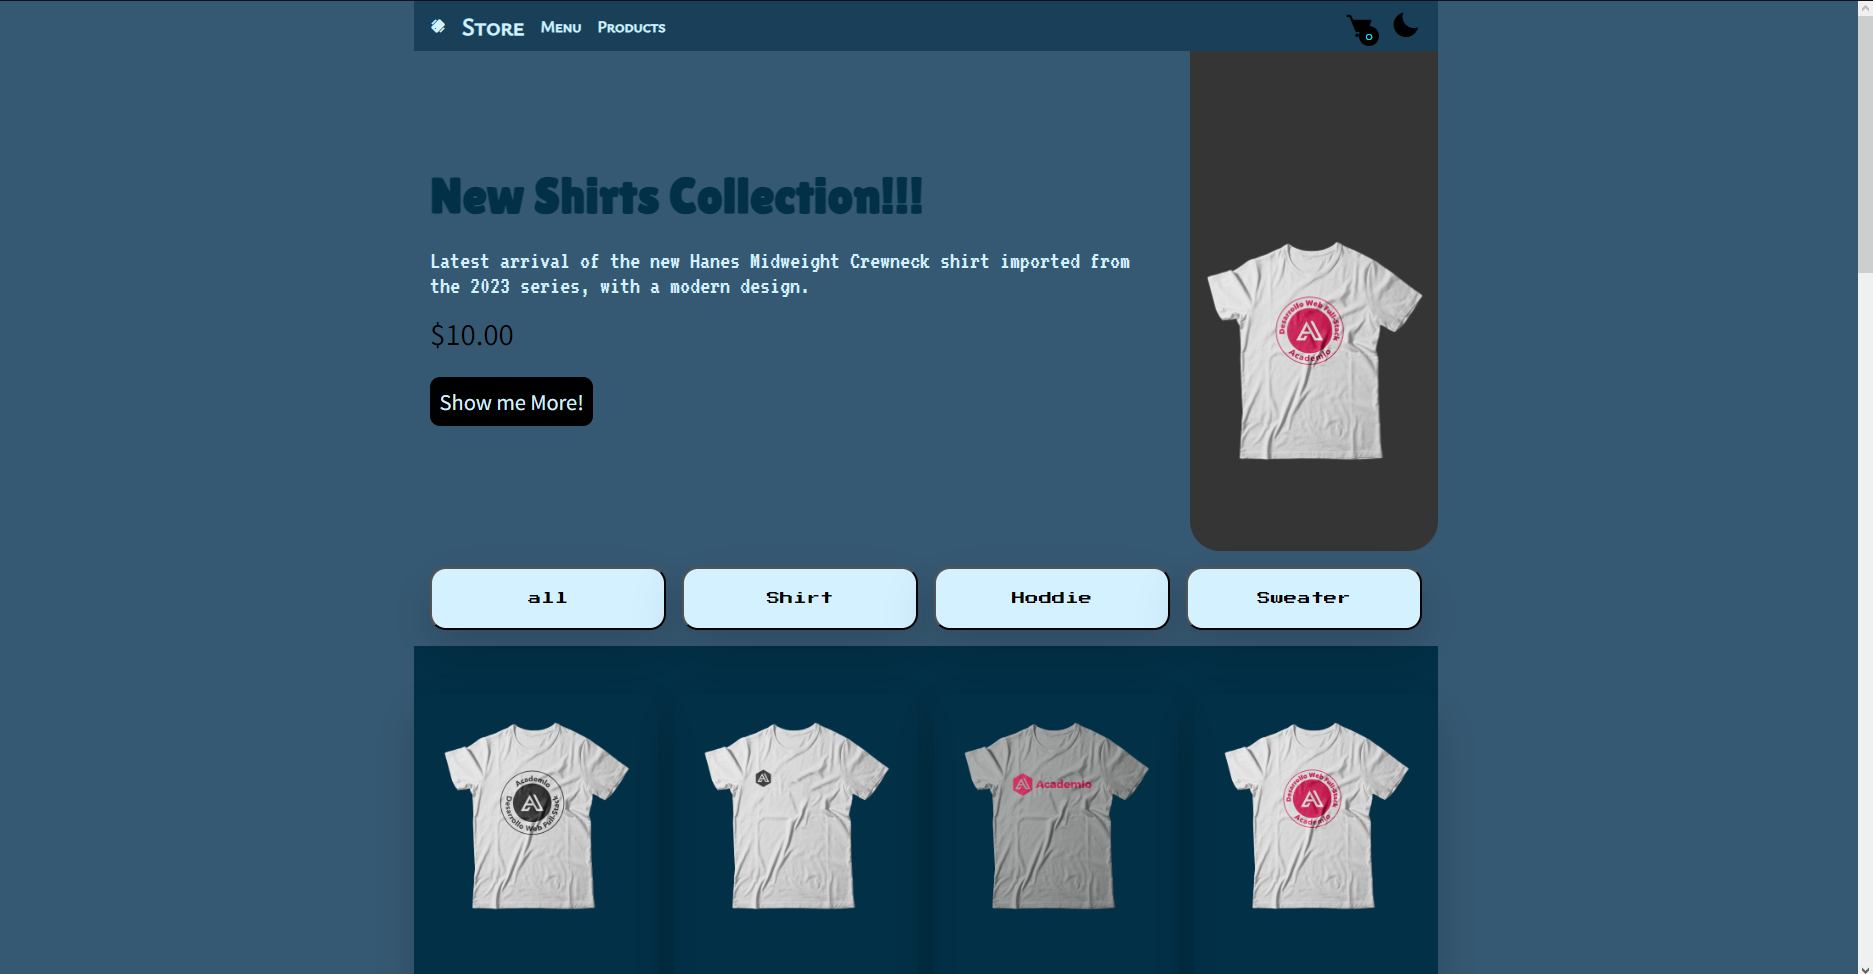 Store Menu Products 0
New Shirts Collection!!!
Latest arrival of the new Hanes Midweight Crewneck shirt imported from
the 2023 series, with a modern design.
$10.00
Show me More!
Desarrollo Web Full-Stack
Academlo
all Shirt Hoddie Sweater
Academlo
Desarrollo Web Full-Stack
Academlo
Desarrollo Web Full-Stack
Academlo